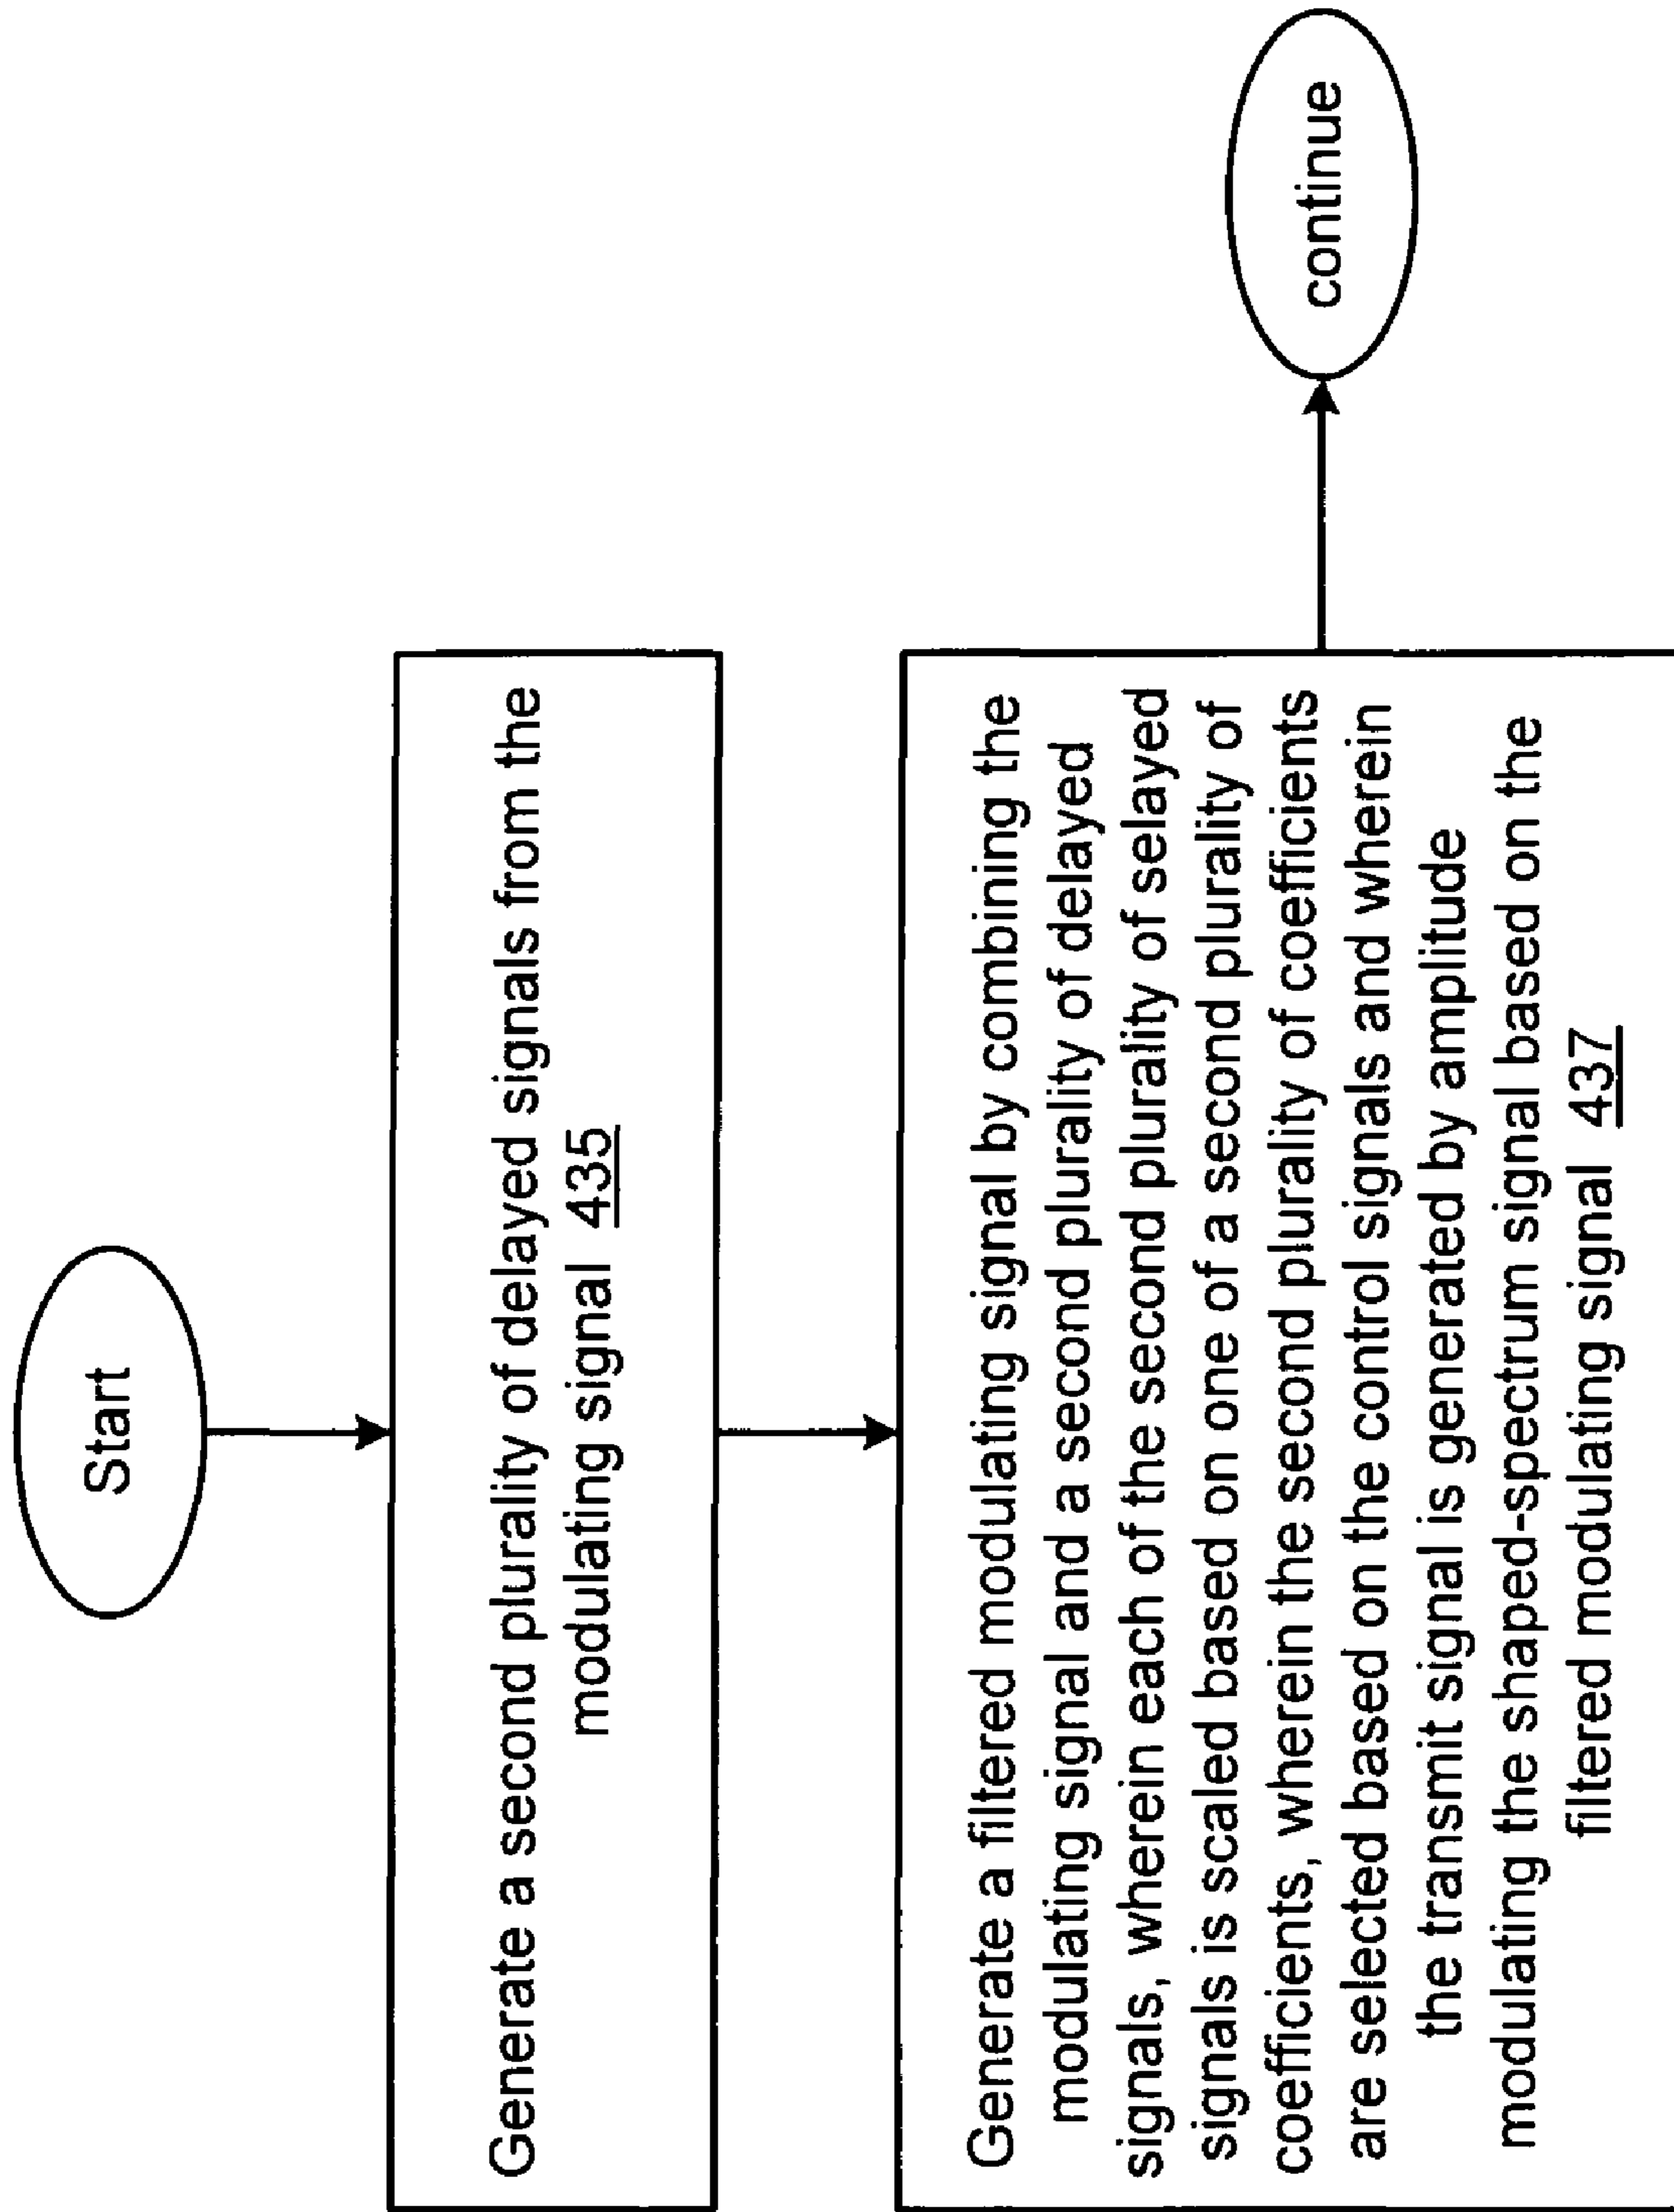 Start
Generate a second plurality of delayed signals from the
modulating signal 435
Generate a filtered modulating signal by combining the
modulating signal and a second plurality of delayed
signals, wherein each of the second plurality of selayed
signals is scaled based on one of a second plurality of
coefficients, wherein the second plurality of coefficients
are selected based on the control signals and wherein
the transmit signal is generated by amplitude
modulating the shaped-spectrum signal based on the
filtered modulating signal 437
continue